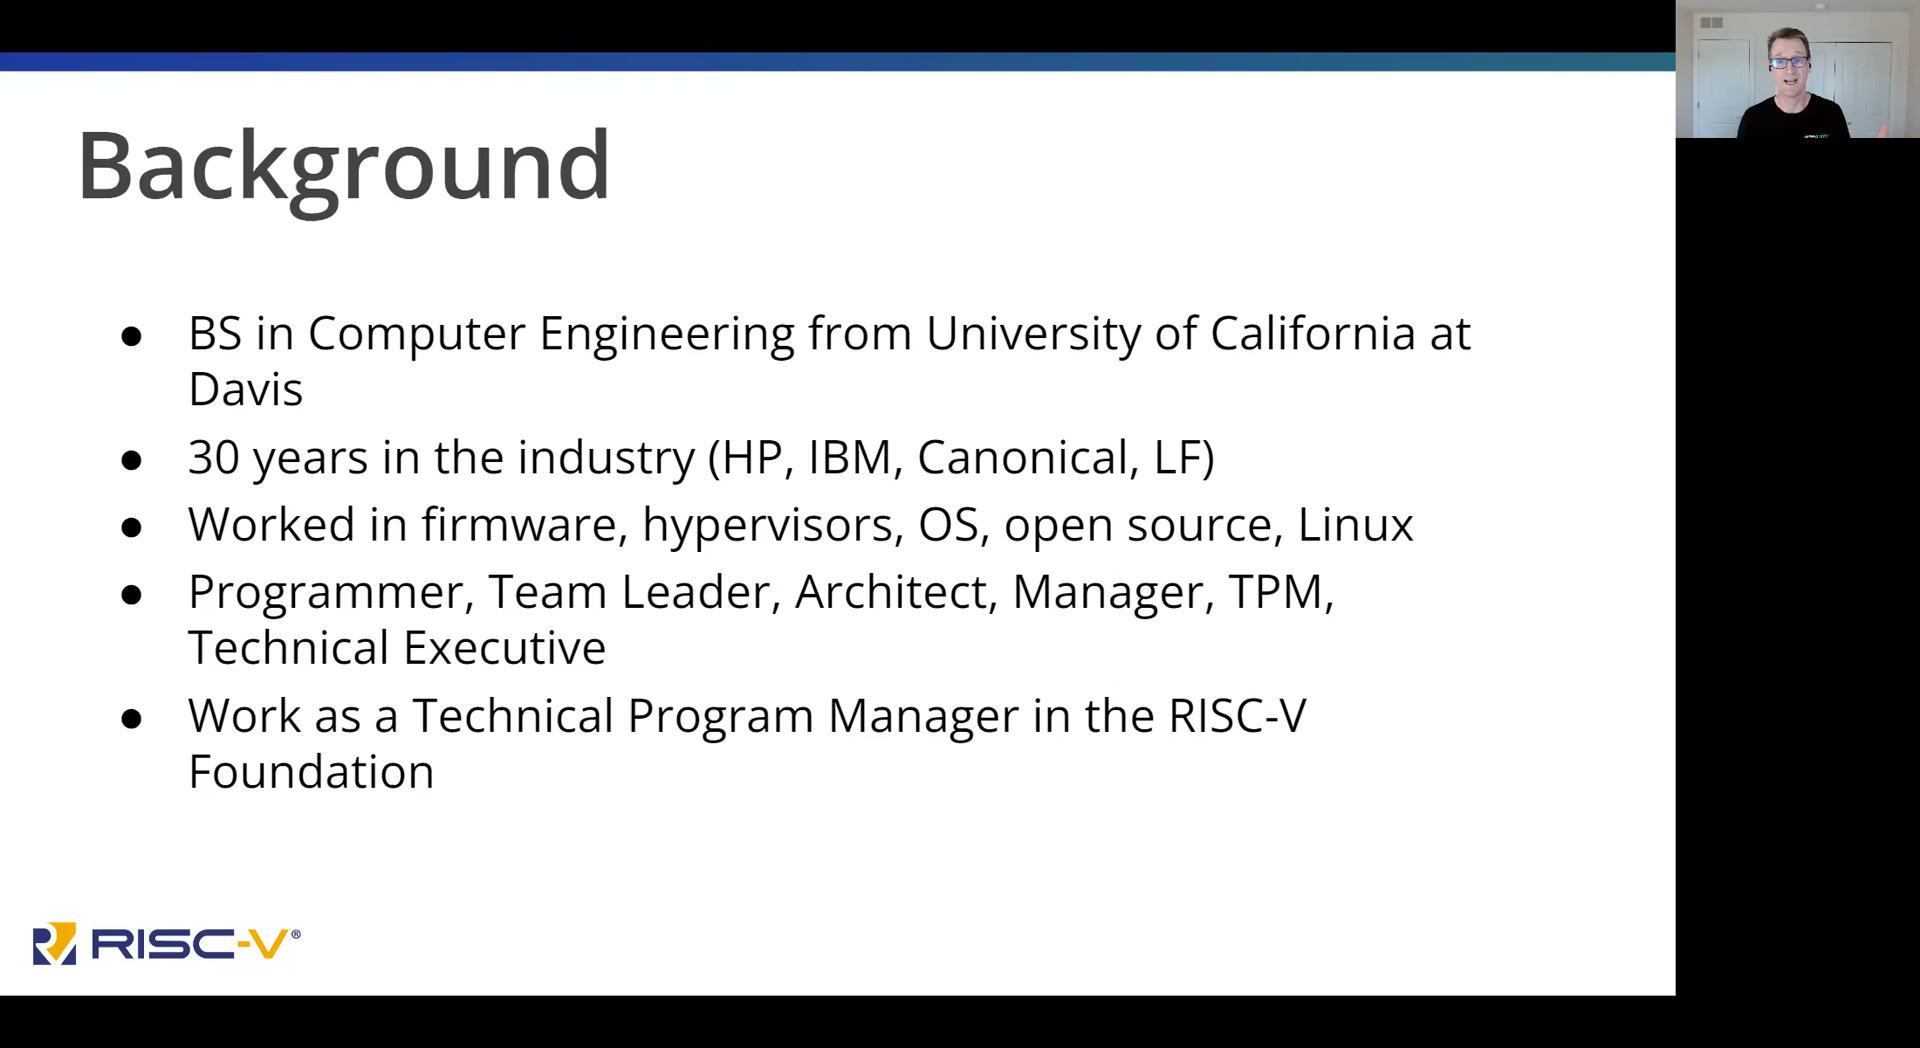 Background
● BS in Computer Engineering from University of California at
Davis
● 30 years in the industry (HP, IBM, Canonical, LF)
● Worked in firmware, hypervisors, OS, open source, Linux
● Programmer, Team Leader, Architect, Manager, TPM,
Technical Executive
● Work as a Technical Program Manager in the RISC-V
Foundation
RISC-V®